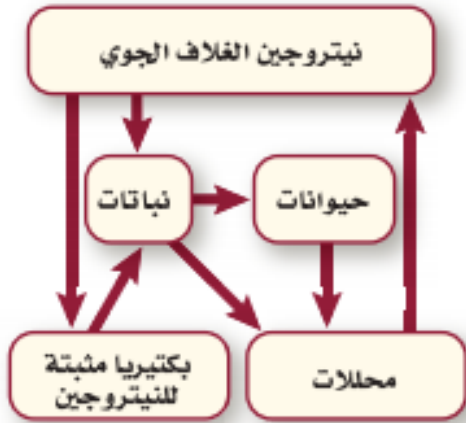 نيتروجين الغلاف الجوي
نباتات
حيوانات
بكتيريا مثبتة
للنيتروجين
محللات